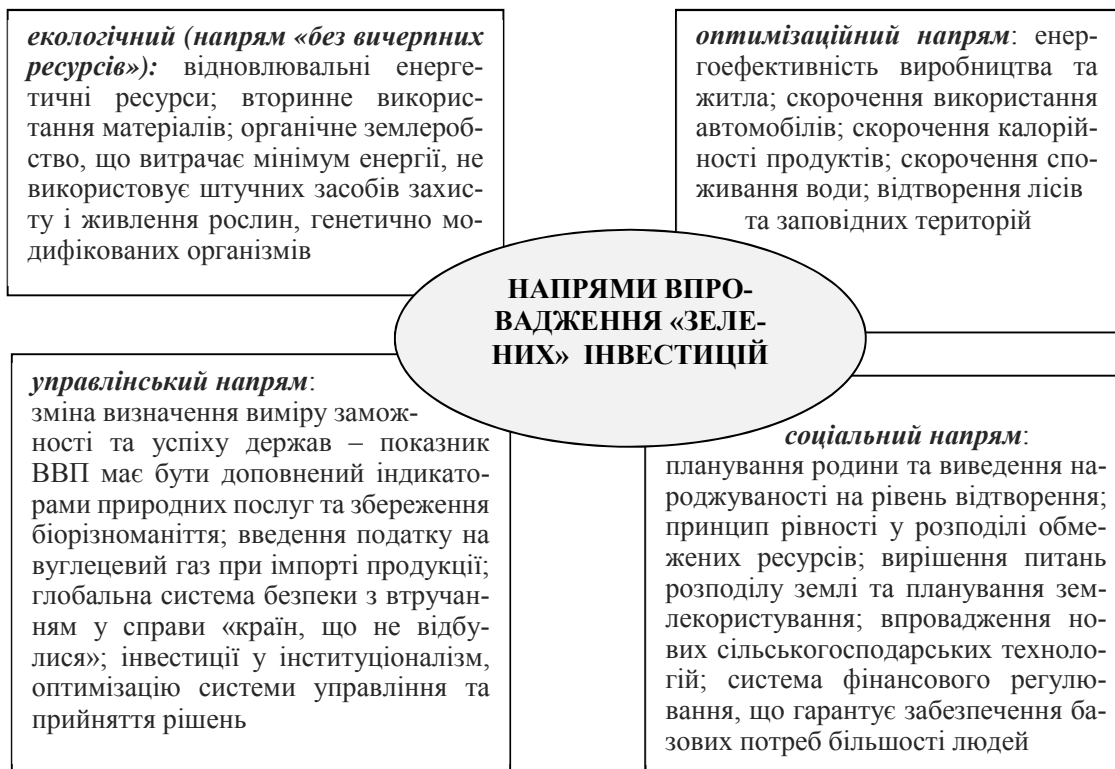 екологічний (напрям «без вичерпних
ресурсів»): відновлювальні енерге-
тичні ресурси; вторинне викорис-
тання матеріалів; органічне землероб-
ство, що витрачає мінімум енергії, не
використовує штучних засобів захис-
ту і живлення рослин, генетично мо-
дифікованих організмів
оптимізаційний напрям: енер-
гоефективність виробництва та
житла; скорочення використання
автомобілів; скорочення калорій-
ності продуктів; скорочення спо-
живання води; відтворення лісів
та заповідних територій
НАПРЯМИ ВПРО-
ВАДЖЕННЯ «ЗЕЛЕ-
НИХ» ІНВЕСТИЦІЙ
управлінський напрям:
зміна визначення виміру замож-
ності та успіху держав – показник
ВВП має бути доповнений індикато-
рами природних послуг та збереження
біорізноманіття; введення податку на
вуглецевий газ при імпорті продукції;
глобальна система безпеки з втручан-
ням у справи «країн, що не відбу-
лися»; інвестиції у інституціоналізм,
оптимізацію системи управління та
прийняття рішень
соціальний напрям:
планування родини та виведення на-
роджуваності на рівень відтворення;
принцип рівності у розподілі обме-
жених ресурсів; вирішення питань
розподілу землі та планування зем-
лекористування; впровадження но-
вих сільськогосподарських техноло-
гій; система фінансового регулю-
вання, що гарантує забезпечення ба-
зових потреб більшості людей